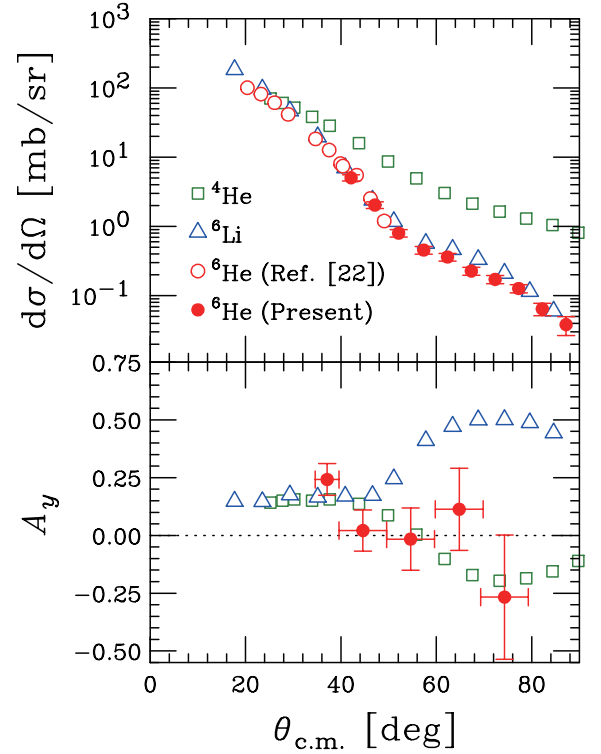 10³
10²
10
10⁰
10⁻¹
dσ/dΩ [mb/sr]
⁴He
⁶Li
⁶He (Ref. [22])
⁶He (Present)
0.75
0.50
0.25
0.00
−0.25
−0.50
A_y
0 20 40 60 80
θ_c.m. [deg]